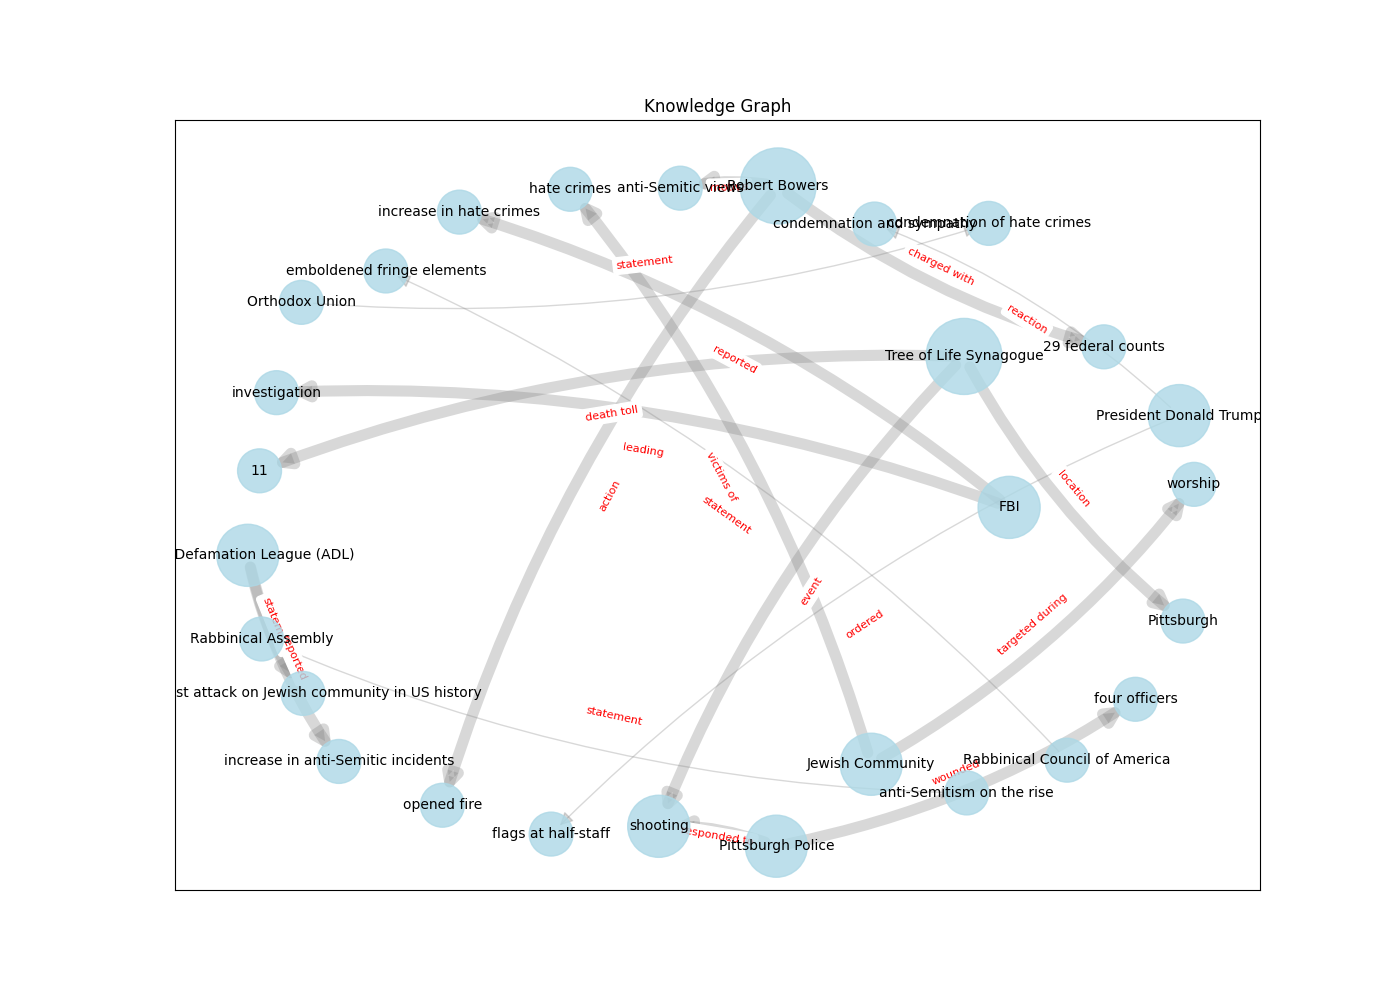 Knowledge Graph
hate crimes
anti-Semitic views
Robert Bowers
increase in hate crimes
condemnation and sympathy
condemnation of hate crimes
charged with
statement
emboldened fringe elements
Orthodox Union
reaction
29 federal counts
Tree of Life Synagogue
reported
investigation
death toll
President Donald Trump
leading
11
victims of
location
worship
action
statement
FBI
Defamation League (ADL)
event
ordered
targeted during
Pittsburgh
Rabbinical Assembly
reported
st attack on Jewish community in US history
four officers
statement
increase in anti-Semitic incidents
Jewish Community
Rabbinical Council of America
wounded
anti-Semitism on the rise
opened fire
shooting
flags at half-staff
Pittsburgh Police